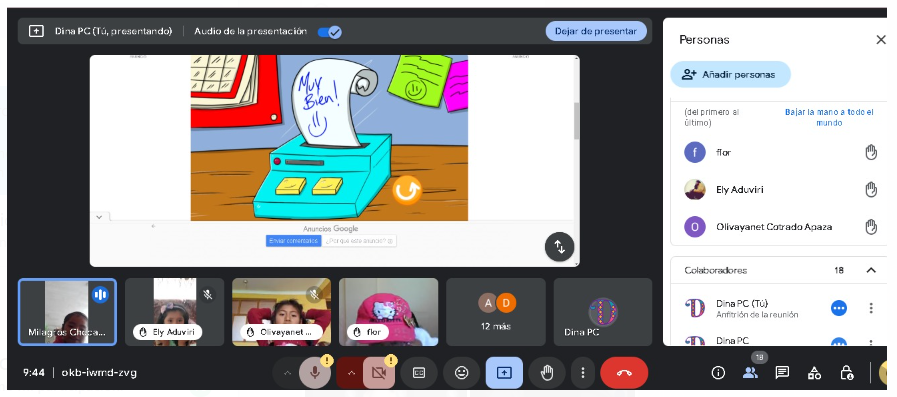 Dina PC (Tú, presentando)
Audio de la presentación
Dejar de presentar
Muy
Bien!
Anuncios Google
Enviar comentarios
¿Por qué este anuncio?
Milagros Choca...
Ely Aduviri
Olivayanet ...
flor
A D
12 más
Dina PC
9:44
okb-iwmd-zvg
18
Personas
Añadir personas
(del primero al
último)
Bajar la mano a todo el
mundo
f
flor
Ely Aduviri
O
Olivayanet Cotrado Apaza
Colaboradores
18
Dina PC (Tú)
Anfitrión de la reunión
Dina PC